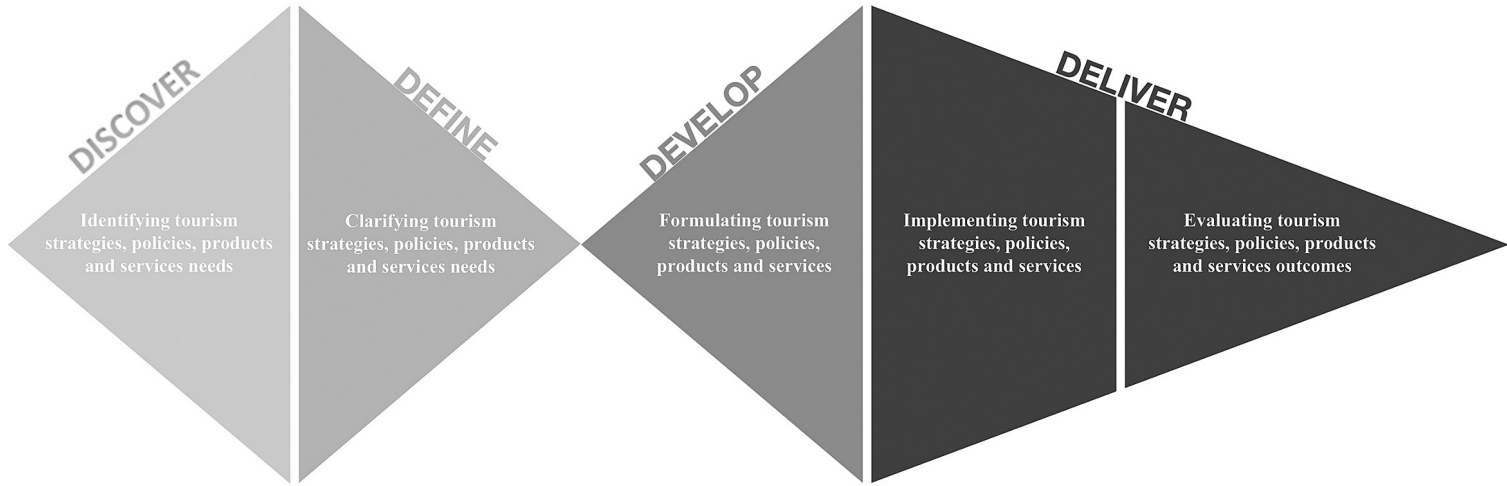 DISCOVER
Identifying tourism
strategies, policies, products
and services needs
DEFINE
Clarifying tourism
strategies, policies, products
and services needs
DEVELOP
Formulating tourism
strategies, policies,
products and services
DELIVER
Implementing tourism
strategies, policies,
products and services
Evaluating tourism
strategies, policies, products
and services outcomes